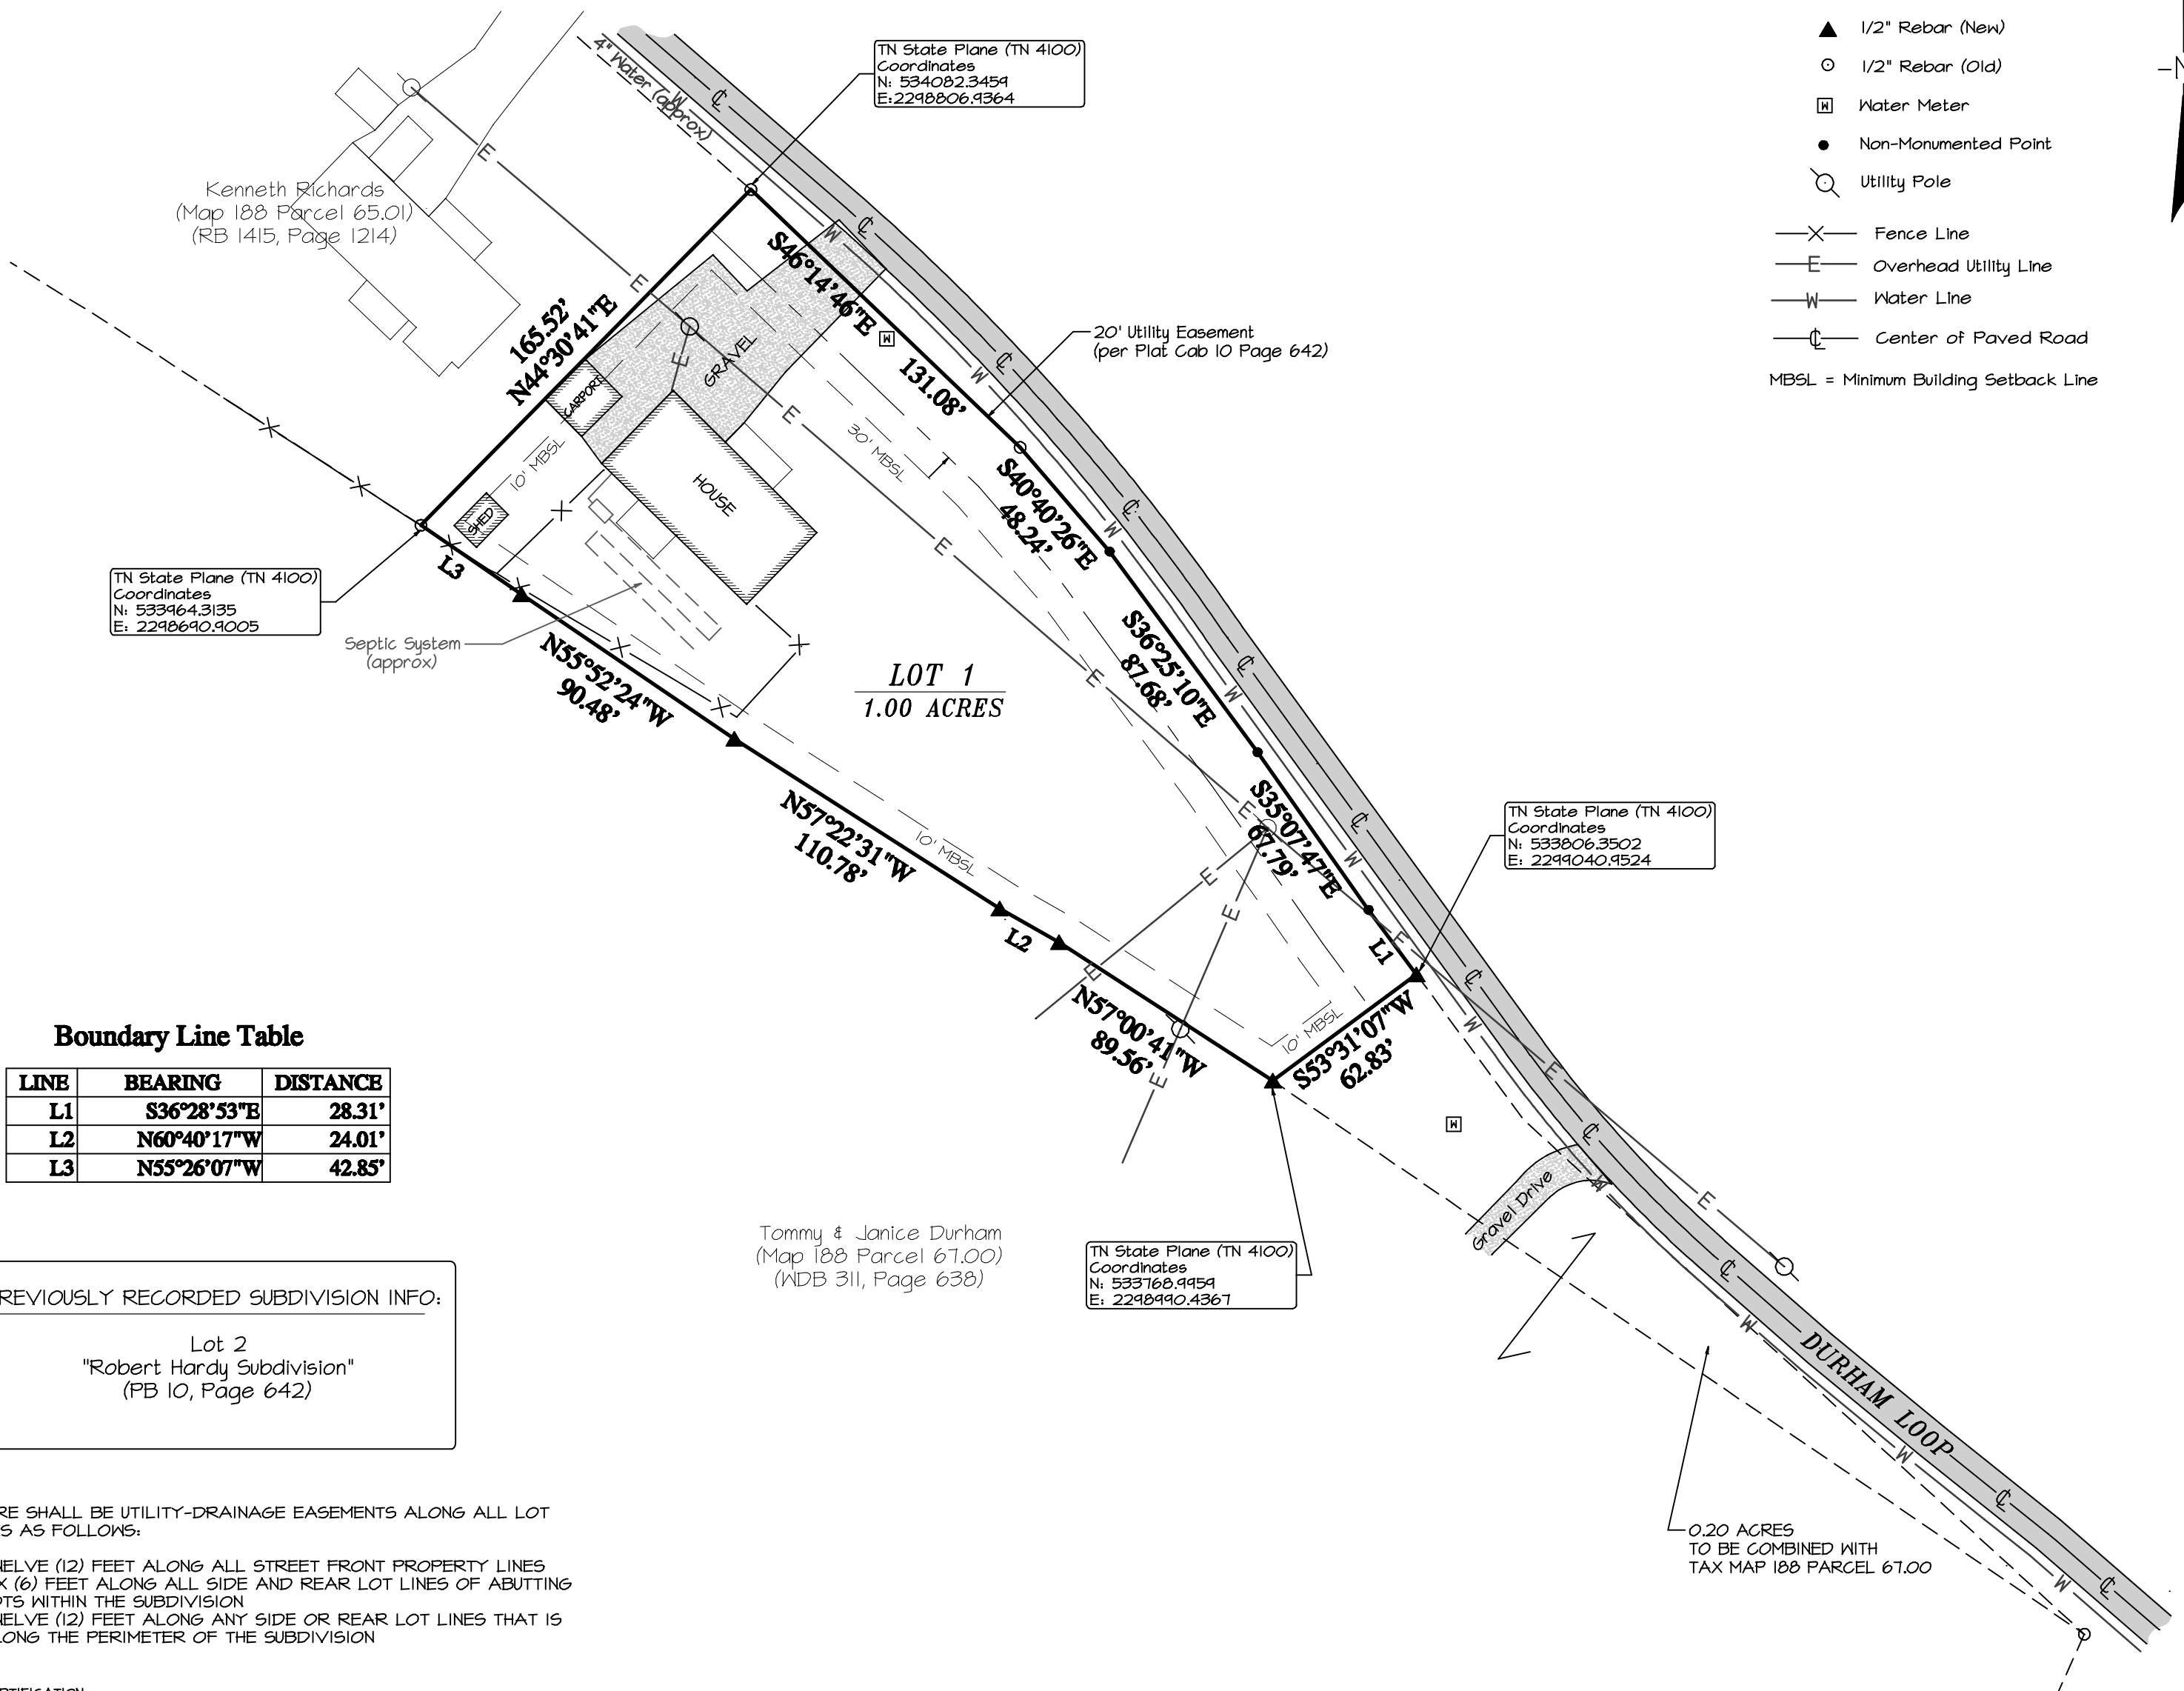 1/2" Rebar (New)
1/2" Rebar (Old)
W Water Meter
Non-Monumented Point
Utility Pole
X Fence Line
E Overhead Utility Line
W Water Line
℄ Center of Paved Road
MBSL = Minimum Building Setback Line
4" Water (approx)
TN State Plane (TN 4100)
Coordinates
N: 534082.3459
E:2298806.9364
Kenneth Richards
(Map 188 Parcel 65.01)
(RB 1415, Page 1214)
165.52'
N44°30'41"E
S46°14'46"E
131.08'
20' Utility Easement
(per Plat Cab 10 Page 642)
GRAVEL
CARPORT
HOUSE
SHED
10' MBSL
30' MBSL
S40°40'26"E
48.24'
TN State Plane (TN 4100)
Coordinates
N: 533964.3135
E: 2298690.9005
L3
Septic System
(approx)
N55°52'24"W
90.48'
LOT 1
1.00 ACRES
S36°25'10"E
87.68'
N57°22'31"W
110.78'
10' MBSL
S35°07'47"E
67.79'
TN State Plane (TN 4100)
Coordinates
N: 533806.3502
E: 2299040.9524
L2
L1
N57°00'41"W
89.56'
10' MBSL
S53°31'07"W
62.83'
W
Boundary Line Table
LINE BEARING DISTANCE
L1 S36°28'53"E 28.31'
L2 N60°40'17"W 24.01'
L3 N55°26'07"W 42.85'
Gravel Drive
Tommy & Janice Durham
(Map 188 Parcel 67.00)
(WDB 311, Page 638)
TN State Plane (TN 4100)
Coordinates
N: 533768.9959
E: 2298990.4367
REVIOUSLY RECORDED SUBDIVISION INFO:
Lot 2
"Robert Hardy Subdivision"
(PB 10, Page 642)
DURHAM LOOP
0.20 ACRES
TO BE COMBINED WITH
TAX MAP 188 PARCEL 67.00
RE SHALL BE UTILITY-DRAINAGE EASEMENTS ALONG ALL LOT
S AS FOLLOWS:
ELVE (12) FEET ALONG ALL STREET FRONT PROPERTY LINES
X (6) FEET ALONG ALL SIDE AND REAR LOT LINES OF ABUTTING
OTS WITHIN THE SUBDIVISION
ELVE (12) FEET ALONG ANY SIDE OR REAR LOT LINES THAT IS
ONG THE PERIMETER OF THE SUBDIVISION